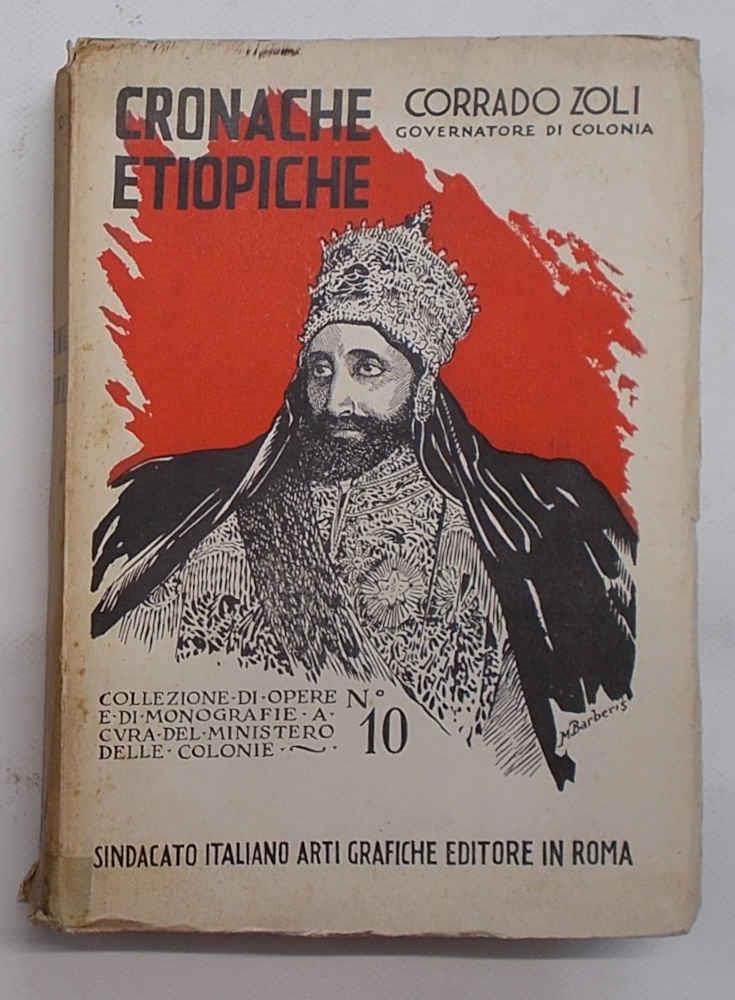 CRONACHE
ETIOPICHE
CORRADO ZOLI
GOVERNATORE DI COLONIA
COLLEZIONE·DI·OPERE
E·DI·MONOGRAFIE·A·
CVRA·DEL·MINISTERO
DELLE·COLONIE·
N.º
10
M.Barberis
SINDACATO ITALIANO ARTI GRAFICHE EDITORE IN ROMA